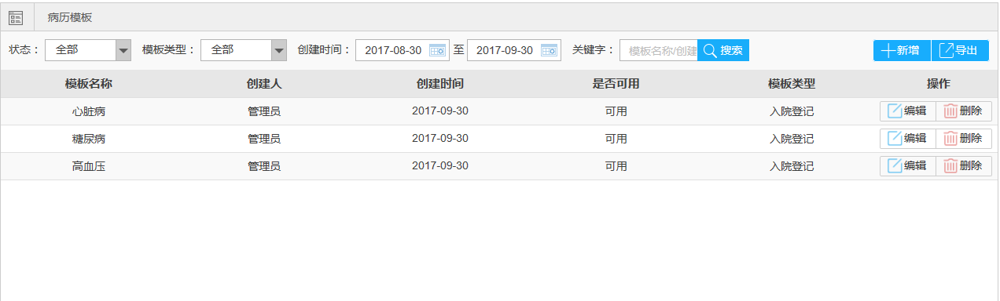 病历模板
状态： 全部 模板类型： 全部 创建时间： 2017-08-30 至 2017-09-30 关键字： 模板名称/创建 搜索 新增 导出
模板名称 创建人 创建时间 是否可用 模板类型 操作
心脏病 管理员 2017-09-30 可用 入院登记 编辑 删除
糖尿病 管理员 2017-09-30 可用 入院登记 编辑 删除
高血压 管理员 2017-09-30 可用 入院登记 编辑 删除